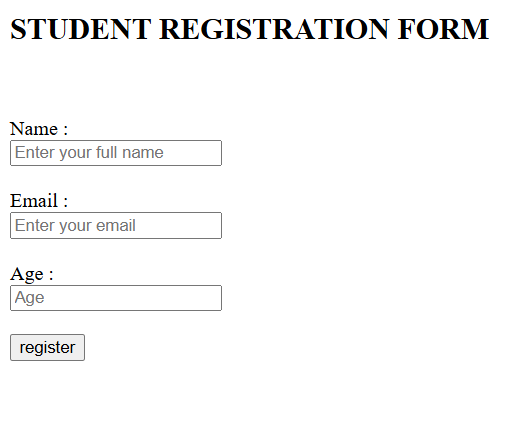 STUDENT REGISTRATION FORM
Name :
Enter your full name
Email :
Enter your email
Age :
Age
register